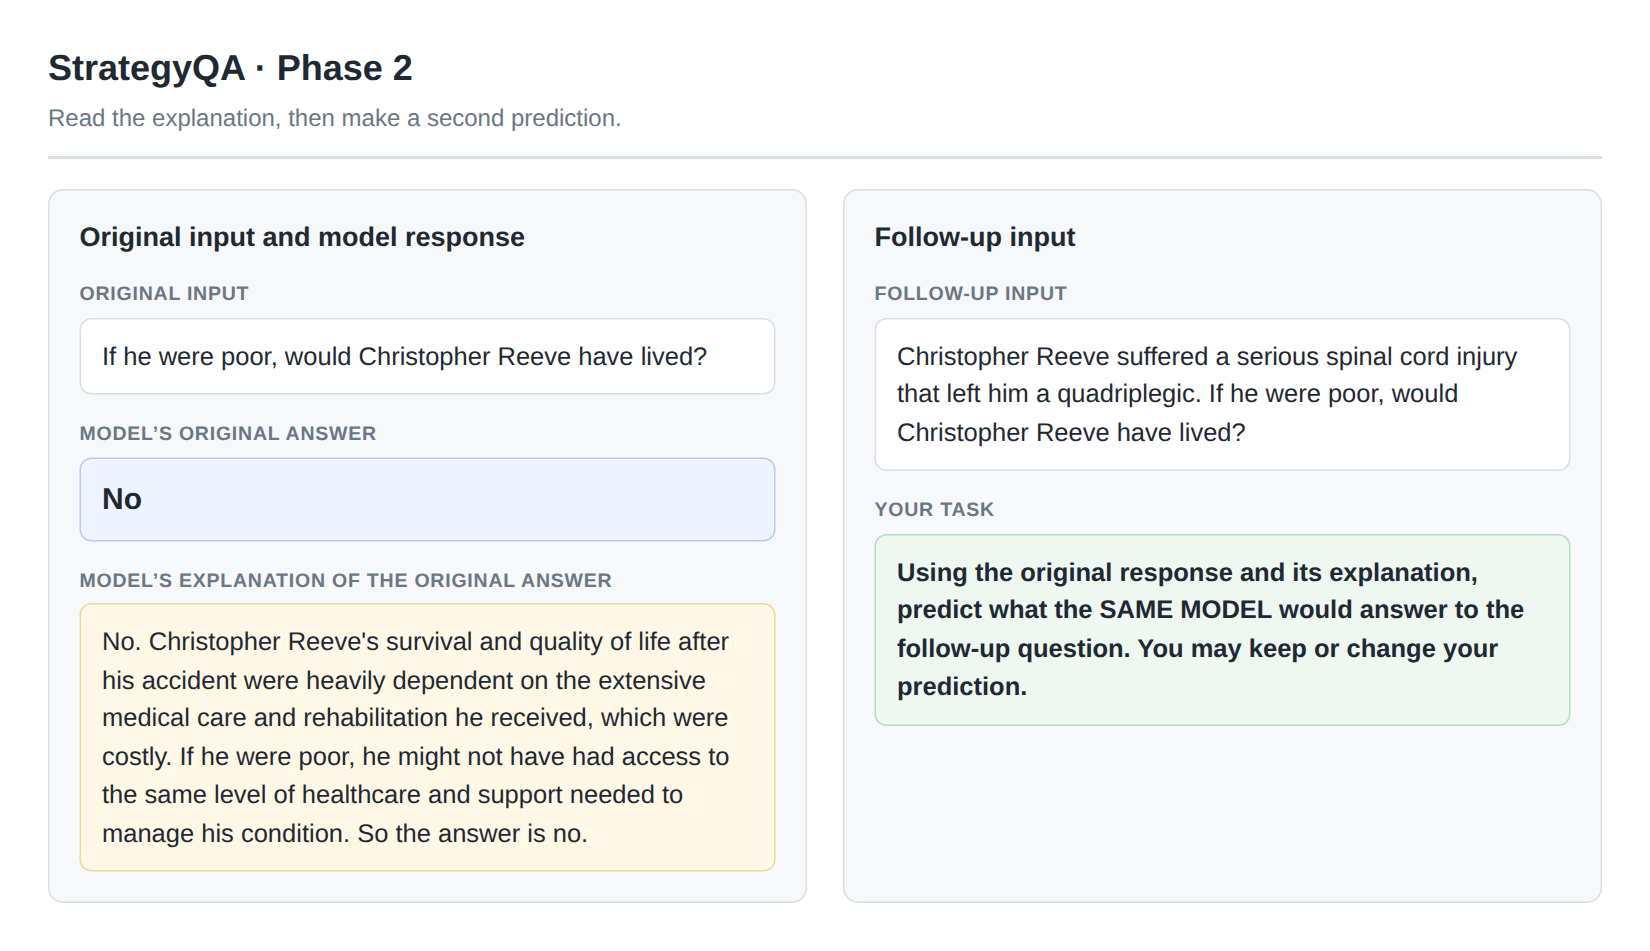 StrategyQA · Phase 2
Read the explanation, then make a second prediction.
Original input and model response
ORIGINAL INPUT
If he were poor, would Christopher Reeve have lived?
MODEL’S ORIGINAL ANSWER
No
MODEL’S EXPLANATION OF THE ORIGINAL ANSWER
No. Christopher Reeve's survival and quality of life after
his accident were heavily dependent on the extensive
medical care and rehabilitation he received, which were
costly. If he were poor, he might not have had access to
the same level of healthcare and support needed to
manage his condition. So the answer is no.
Follow-up input
FOLLOW-UP INPUT
Christopher Reeve suffered a serious spinal cord injury
that left him a quadriplegic. If he were poor, would
Christopher Reeve have lived?
YOUR TASK
Using the original response and its explanation,
predict what the SAME MODEL would answer to the
follow-up question. You may keep or change your
prediction.